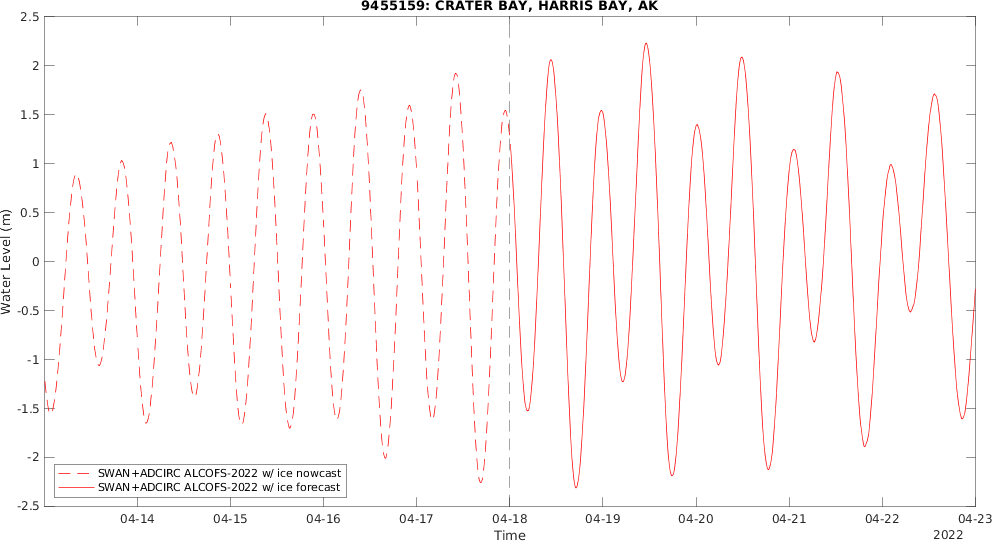 9455159: CRATER BAY, HARRIS BAY, AK
2.5
2
1.5
1
0.5
0
-0.5
-1
-1.5
-2
-2.5
Water Level (m)
SWAN+ADCIRC ALCOFS-2022 w/ ice nowcast
SWAN+ADCIRC ALCOFS-2022 w/ ice forecast
04-14 04-15 04-16 04-17 04-18 04-19 04-20 04-21 04-22 04-23
Time
2022